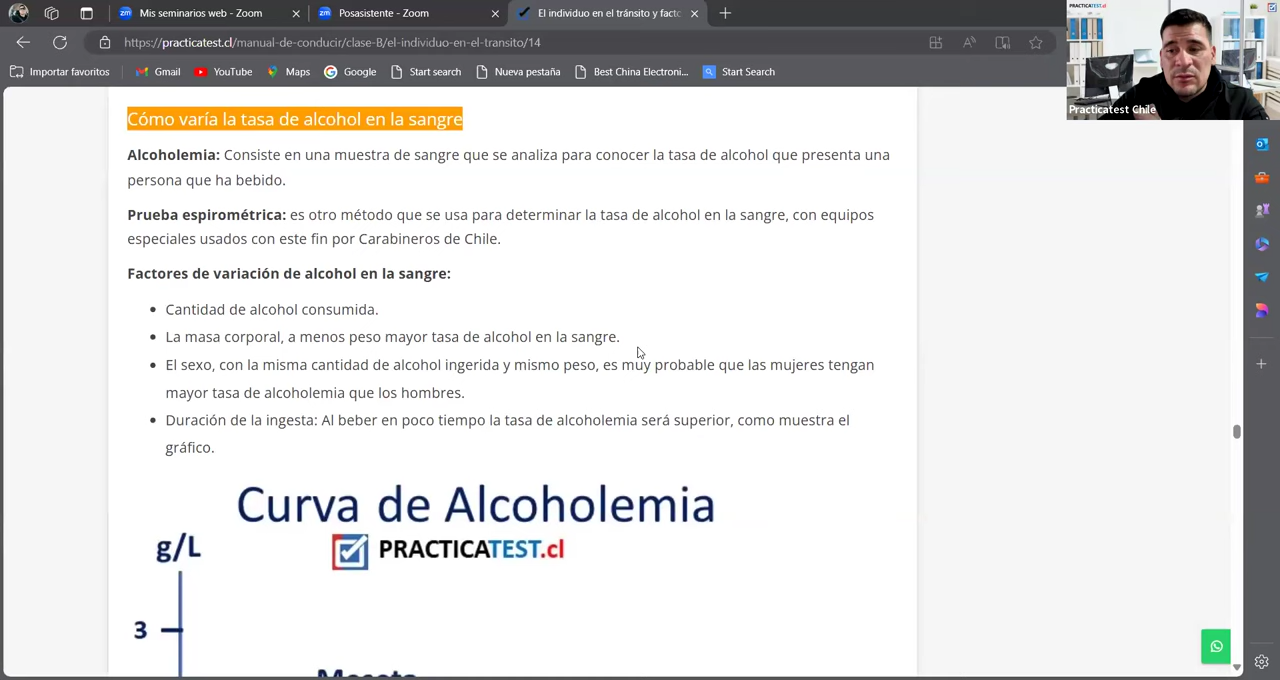 Mis seminarios web - Zoom
Posasistente - Zoom
El individuo en el tránsito y facto
https://practicatest.cl/manual-de-conducir/clase-B/el-individuo-en-el-transito/14
Importar favoritos
Gmail
YouTube
Maps
Google
Start search
Nueva pestaña
Best China Electroni...
Start Search
PRACTICATEST.cl
Practicatest Chile
Cómo varía la tasa de alcohol en la sangre
Alcoholemia: Consiste en una muestra de sangre que se analiza para conocer la tasa de alcohol que presenta una
persona que ha bebido.
Prueba espirométrica: es otro método que se usa para determinar la tasa de alcohol en la sangre, con equipos
especiales usados con este fin por Carabineros de Chile.
Factores de variación de alcohol en la sangre:
Cantidad de alcohol consumida.
La masa corporal, a menos peso mayor tasa de alcohol en la sangre.
El sexo, con la misma cantidad de alcohol ingerida y mismo peso, es muy probable que las mujeres tengan
mayor tasa de alcoholemia que los hombres.
Duración de la ingesta: Al beber en poco tiempo la tasa de alcoholemia será superior, como muestra el
gráfico.
Curva de Alcoholemia
g/L
PRACTICATEST.cl
3
Meseta